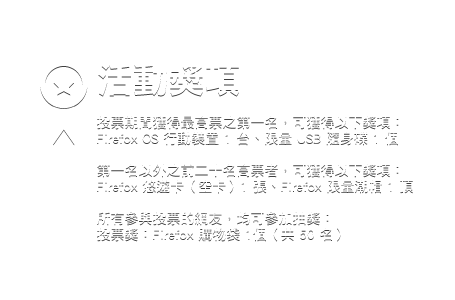 活動獎項
投票期間獲得最高票之第一名，可獲得以下獎項：
Firefox OS 行動裝置 1 台、限量 USB 隨身碟 1 個
第一名以外之前二十名高票者，可獲得以下獎項：
Firefox 悠遊卡（空卡）1 張、Firefox 限量潮帽 1 頂
所有參與投票的網友，均可參加抽獎：
投票獎：Firefox 購物袋 1個（共 50 名）